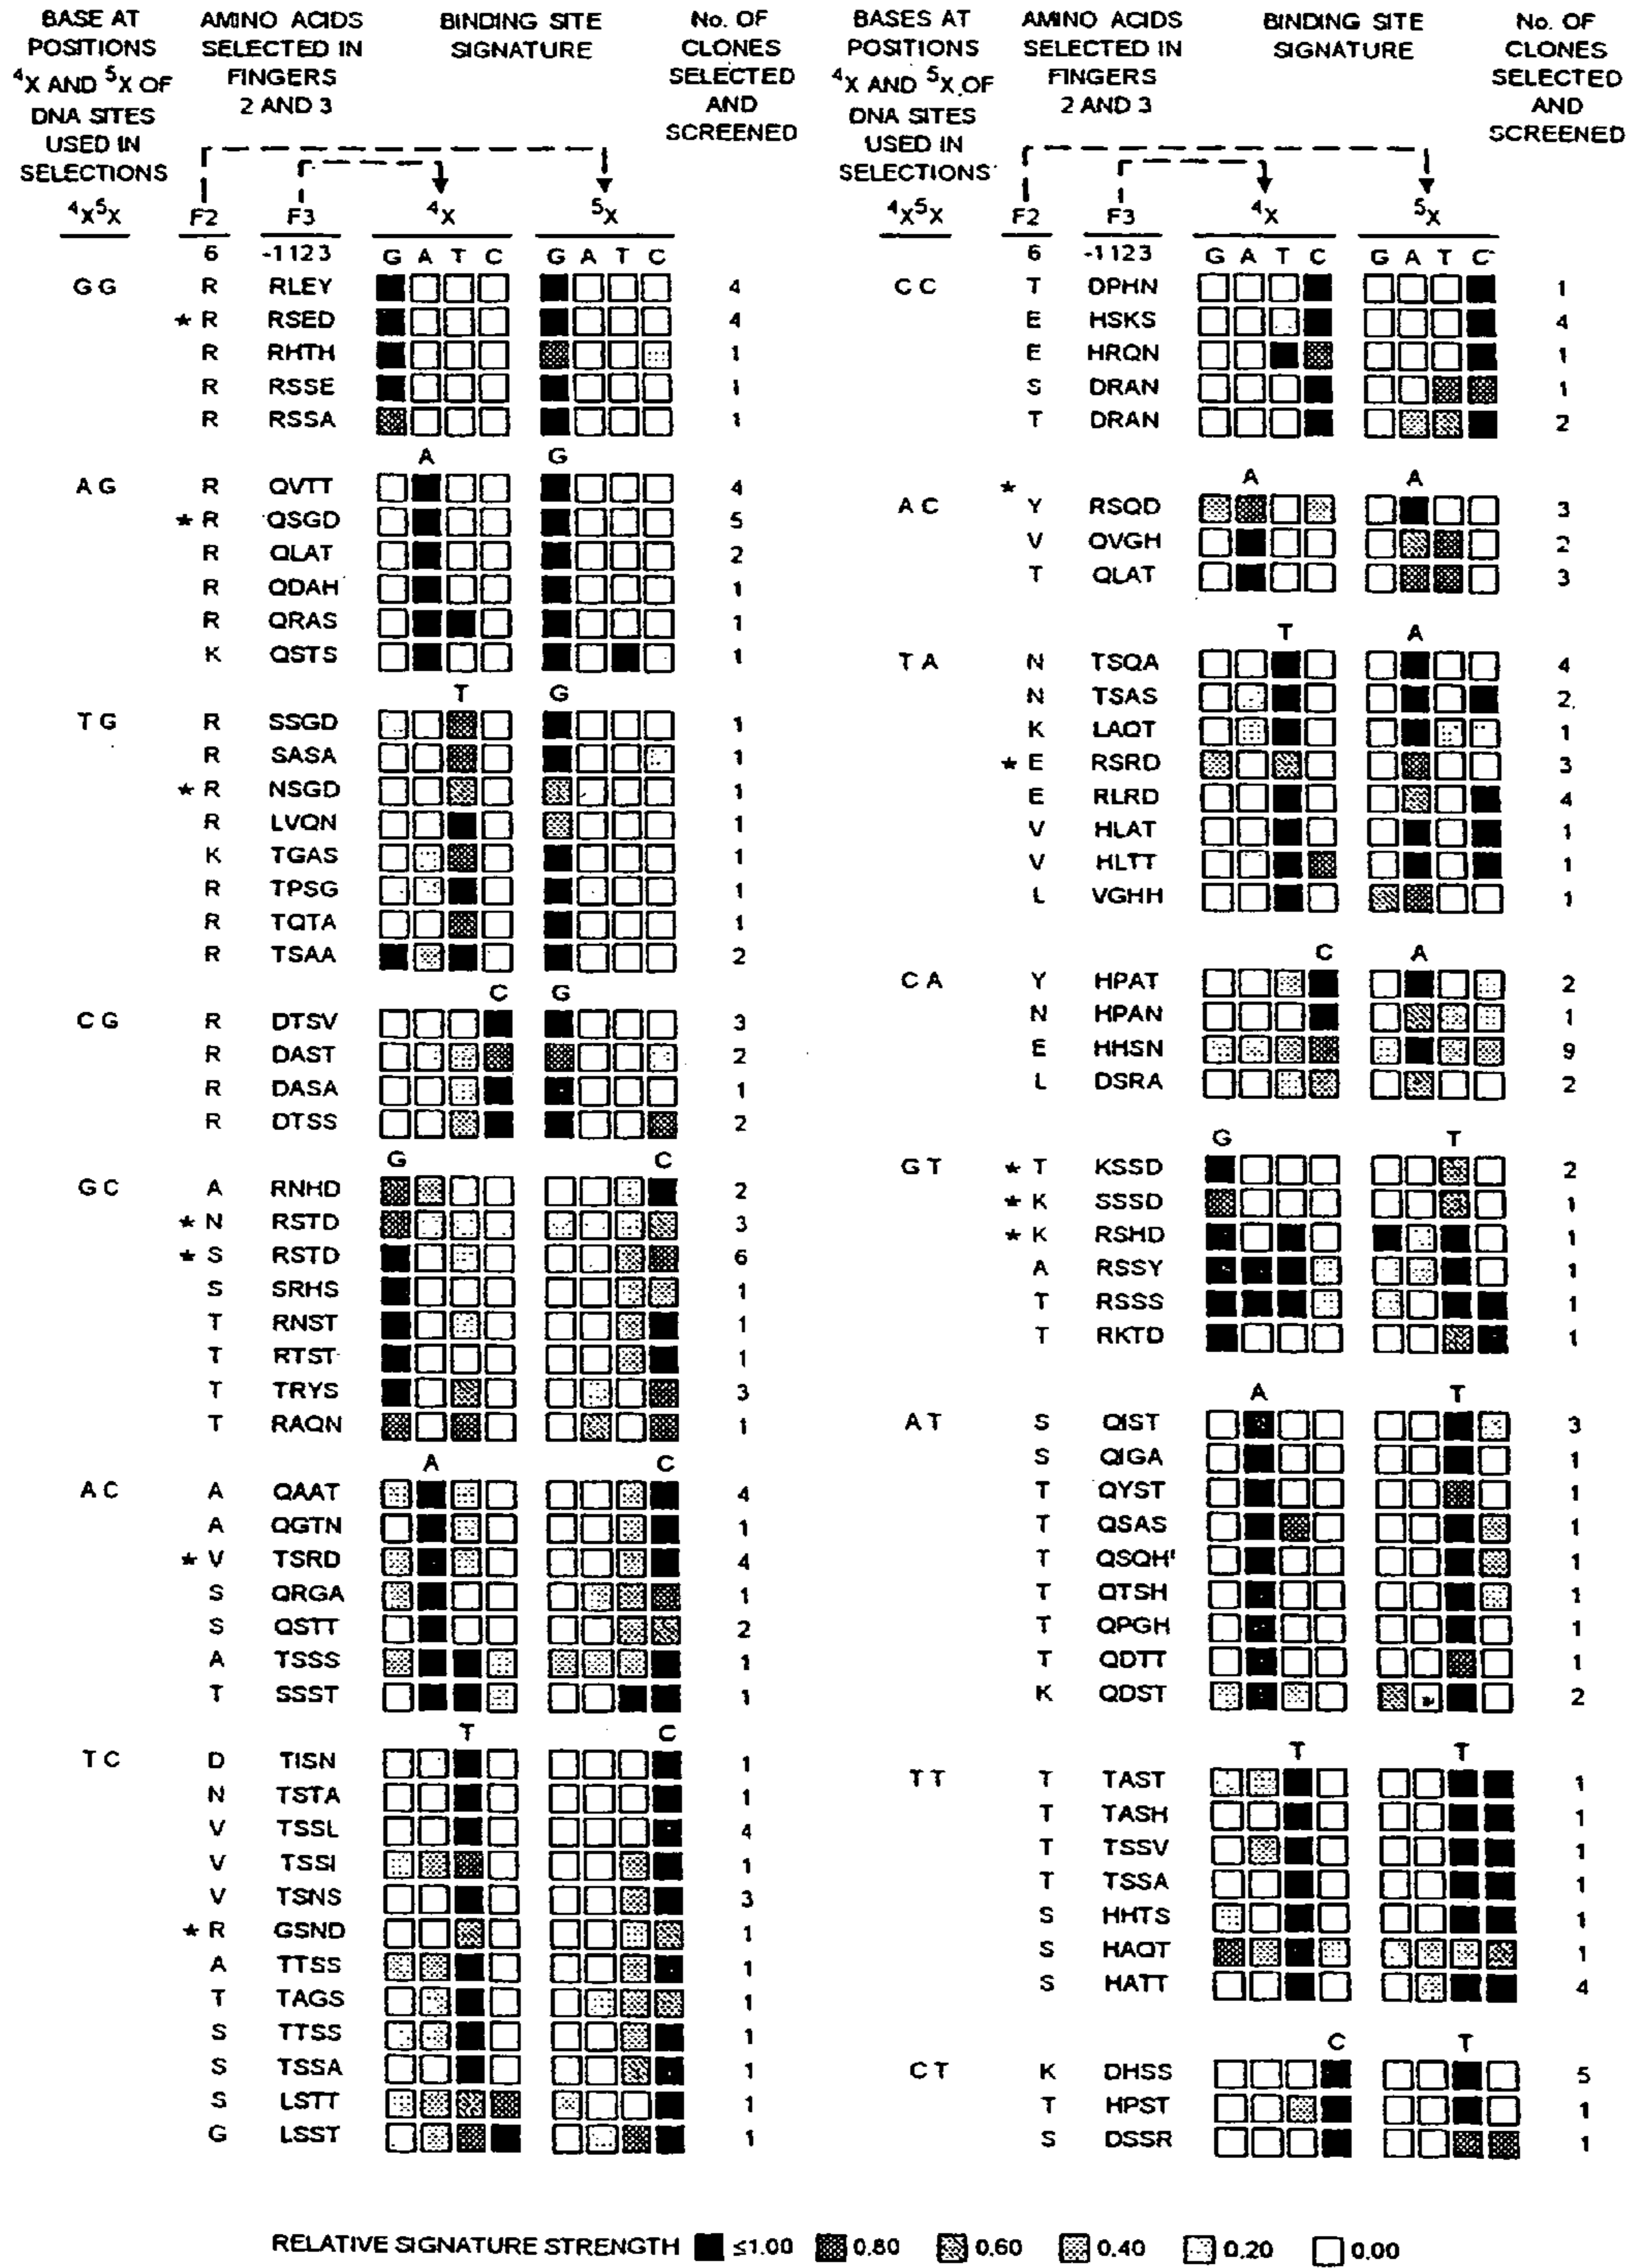 BASE AT
POSITIONS
4X AND 5X OF
DNA SITES
USED IN
SELECTIONS
AMINO ACIDS
SELECTED IN
FINGERS
2 AND 3
BINDING SITE
SIGNATURE
No. OF
CLONES
SELECTED
AND
SCREENED
4X5X F2 F3 4X 5X
6 -1123 G A T C G A T C
GG R RLEY 4
* R RSED 4
R RHTH 1
R RSSE 1
R RSSA 1
A G
AG R QVTT 4
* R QSGD 5
R QLAT 2
R QDAH 1
R QRAS 1
K QSTS 1
T G
TG R SSGD 1
R SASA 1
* R NSGD 1
R LVQN 1
K TGAS 1
R TPSG 1
R TQTA 1
R TSAA 2
C G
CG R DTSV 3
R DAST 2
R DASA 1
R DTSS 2
G C
GC A RNHD 2
* N RSTD 3
* S RSTD 6
S SRHS 1
T RNST 1
T RTST 1
T TRYS 3
T RAQN 1
A C
AC A QAAT 4
A QGTN 1
* V TSRD 4
S QRGA 1
S QSTT 2
A TSSS 1
T SSST 1
T C
TC D TISN 1
N TSTA 1
V TSSL 4
V TSSI 1
V TSNS 3
* R GSND 1
A TTSS 1
T TAGS 1
S TTSS 1
S TSSA 1
S LSTT 1
G LSST 1
BASES AT
POSITIONS
4X AND 5X OF
DNA SITES
USED IN
SELECTIONS
AMINO ACIDS
SELECTED IN
FINGERS
2 AND 3
BINDING SITE
SIGNATURE
No. OF
CLONES
SELECTED
AND
SCREENED
4X5X F2 F3 4X 5X
6 -1123 G A T C G A T C
CC T DPHN 1
E HSKS 4
E HRQN 1
S DRAN 1
T DRAN 2
* A A
AC Y RSQD 3
V QVGH 2
T QLAT 3
T A
TA N TSQA 4
N TSAS 2
K LAQT 1
* E RSRD 3
E RLRD 4
V HLAT 1
V HLTT 1
L VGHH 1
C A
CA Y HPAT 2
N HPAN 1
E HHSN 9
L DSRA 2
G T
GT * T KSSD 2
* K SSSD 1
* K RSHD 1
A RSSY 1
T RSSS 1
T RKTD 1
A T
AT S QIST 3
S QIGA 1
T QYST 1
T QSAS 1
T QSQH 1
T QTSH 1
T QPGH 1
T QDTT 1
K QDST 2
T T
TT T TAST 1
T TASH 1
T TSSV 1
T TSSA 1
S HHTS 1
S HAQT 1
S HATT 4
C T
CT K DHSS 5
T HPST 1
S DSSR 1
RELATIVE SIGNATURE STRENGTH ≤1.00 0.80 0.60 0.40 0.20 0.00